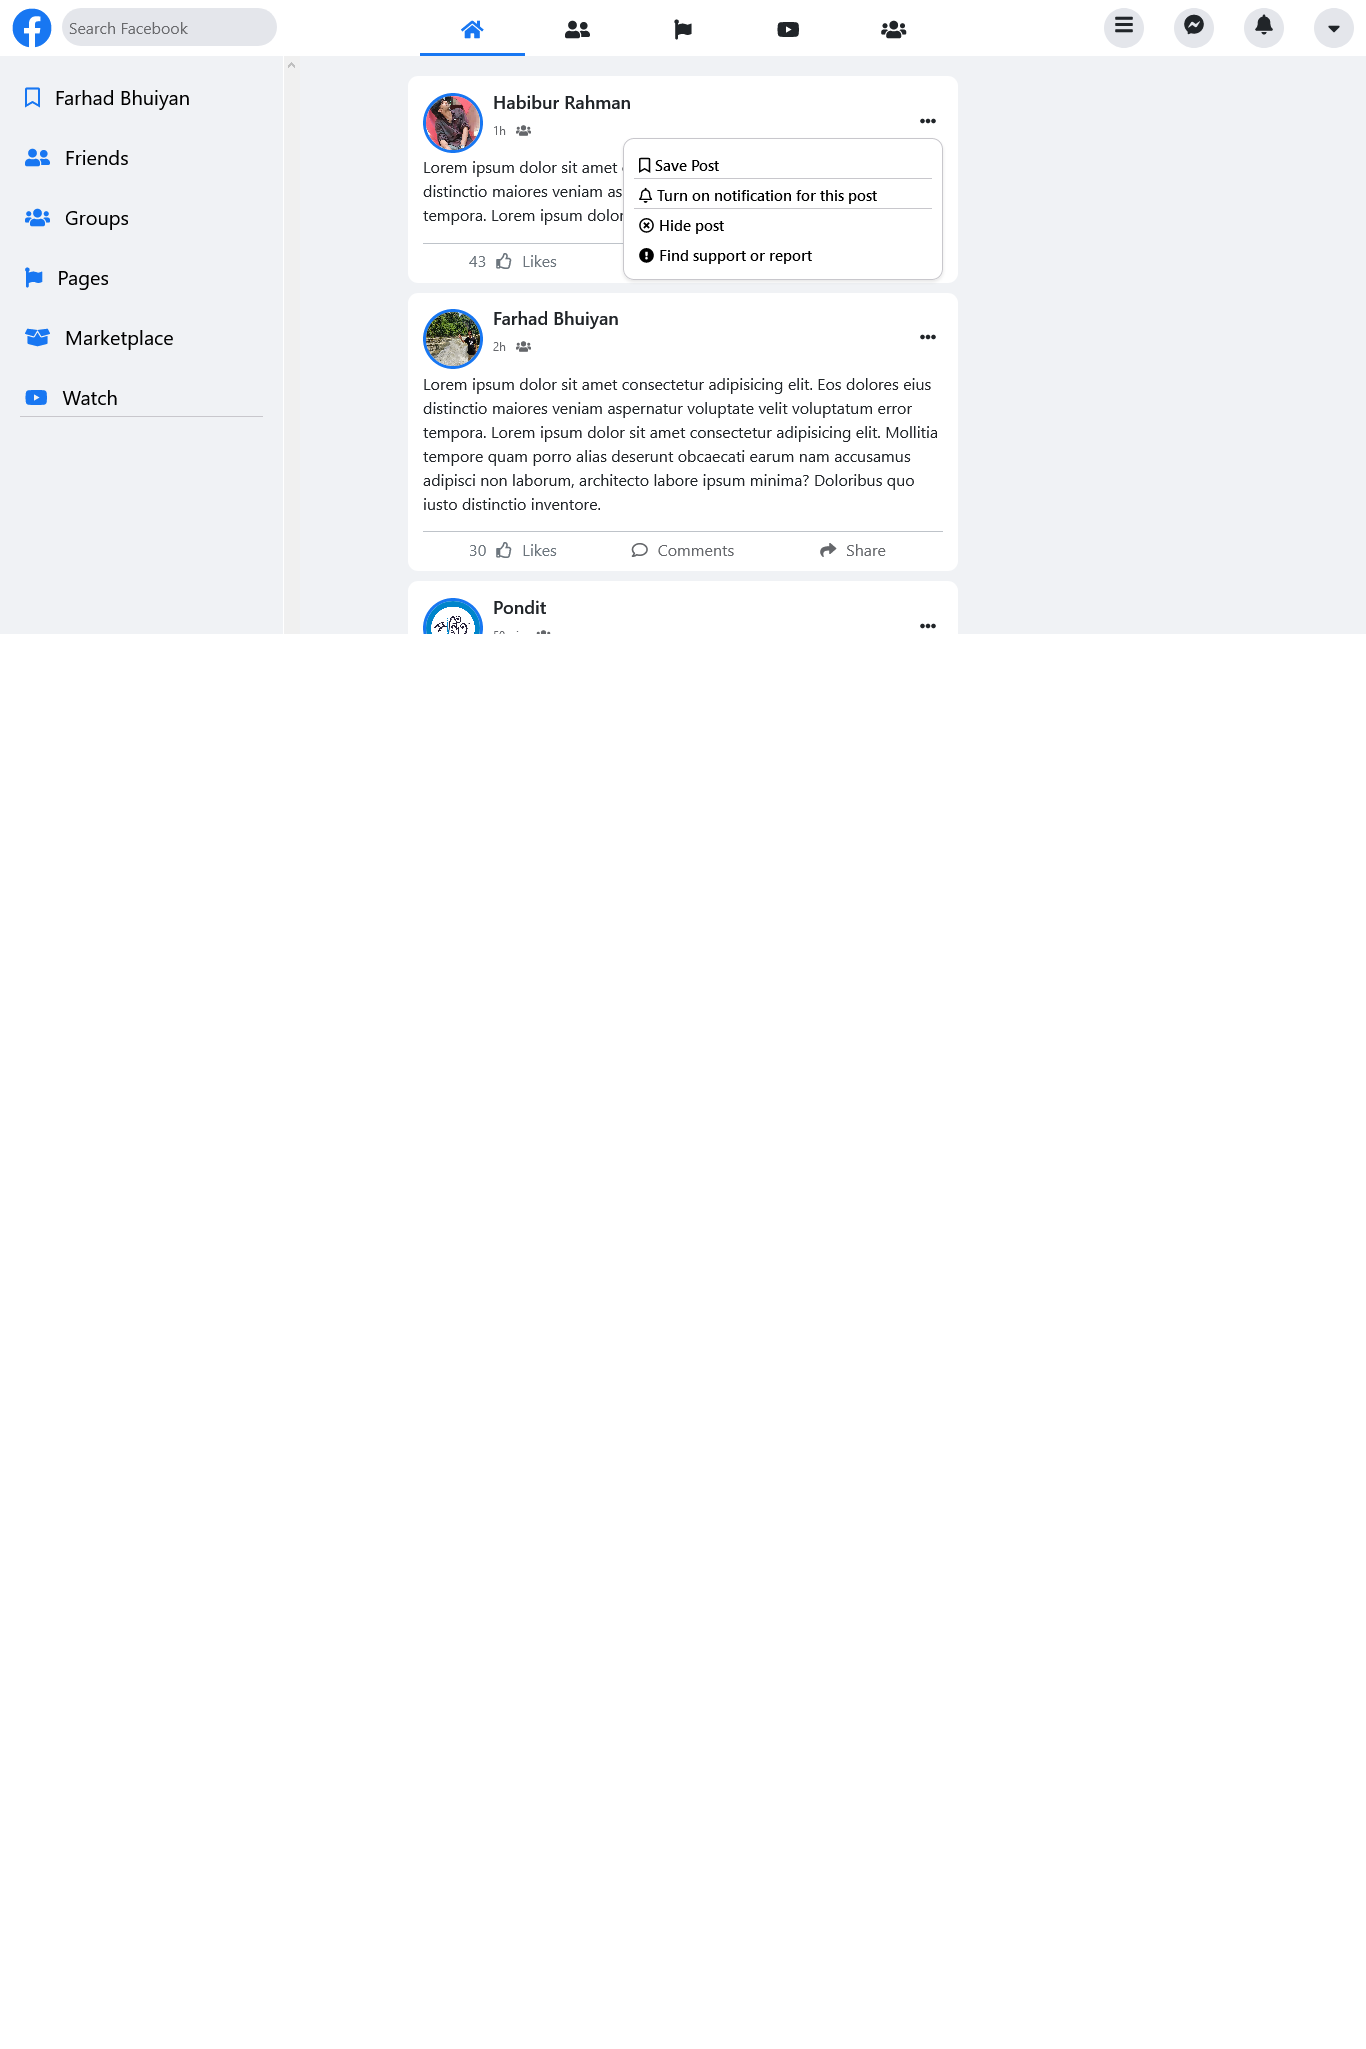 Search Facebook
Farhad Bhuiyan
Friends
Groups
Pages
Marketplace
Watch
Habibur Rahman
1h
Lorem ipsum dolor sit amet
distinctio maiores veniam as
tempora. Lorem ipsum dolor
43 Likes
Save Post
Turn on notification for this post
Hide post
Find support or report
Farhad Bhuiyan
2h
Lorem ipsum dolor sit amet consectetur adipisicing elit. Eos dolores eius
distinctio maiores veniam aspernatur voluptate velit voluptatum error
tempora. Lorem ipsum dolor sit amet consectetur adipisicing elit. Mollitia
tempore quam porro alias deserunt obcaecati earum nam accusamus
adipisci non laborum, architecto labore ipsum minima? Doloribus quo
iusto distinctio inventore.
30 Likes Comments Share
Pondit